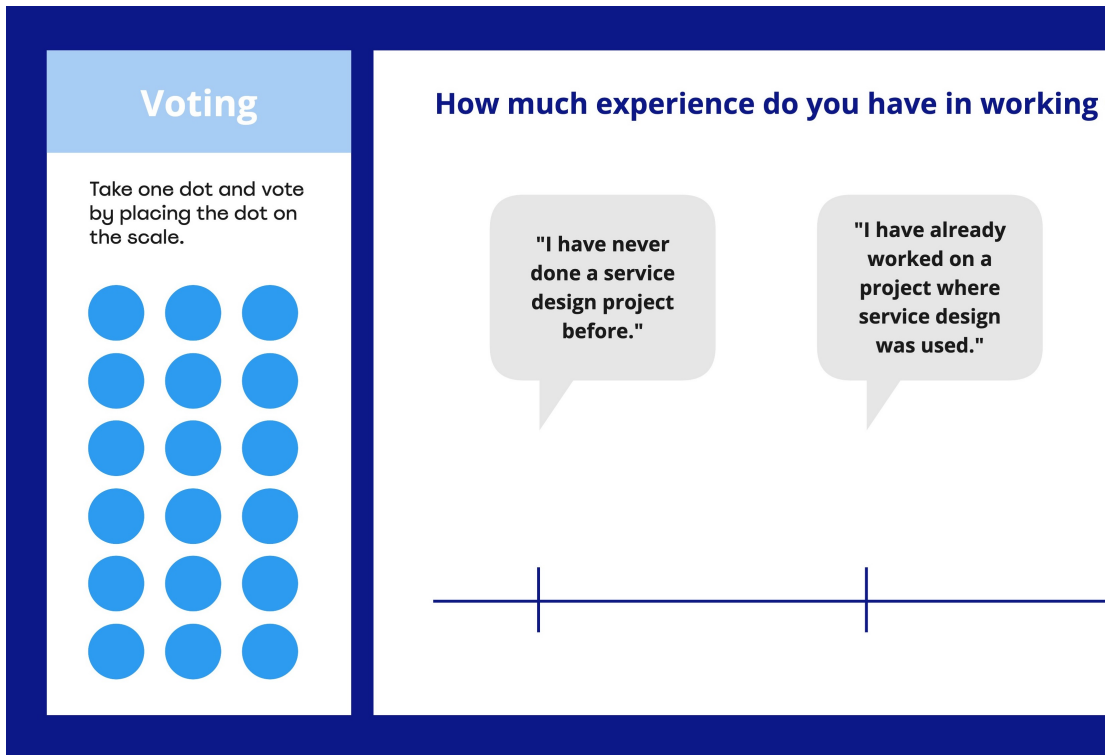 Voting
Take one dot and vote
by placing the dot on
the scale.
How much experience do you have in working
"I have never
done a service
design project
before."
"I have already
worked on a
project where
service design
was used."